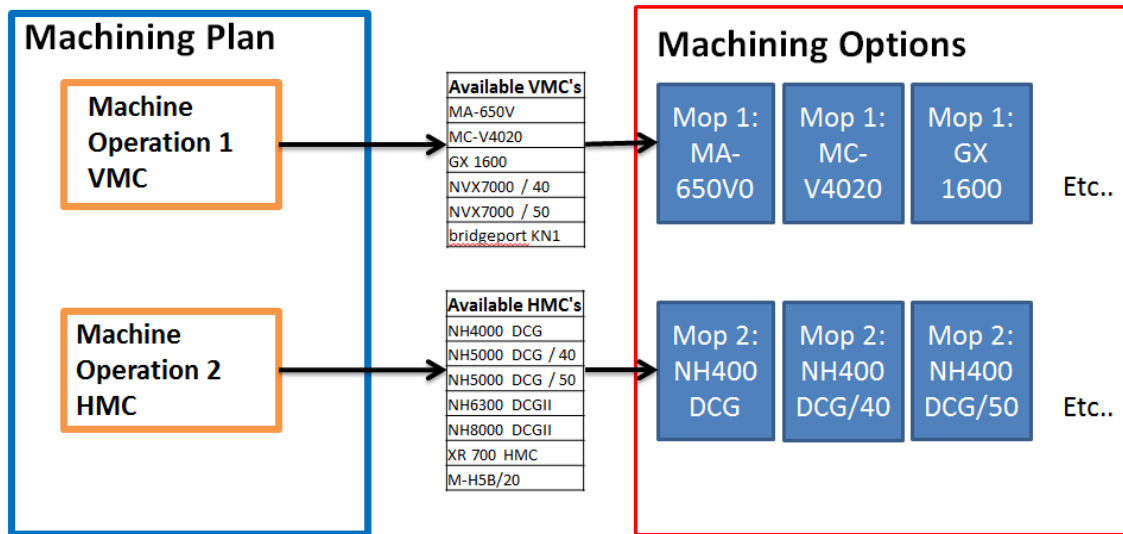 Machining Plan
Machine
Operation 1
VMC
Available VMC's
MA-650V
MC-V4020
GX 1600
NVX7000 / 40
NVX7000 / 50
bridgeport KN1
Machining Options
Mop 1:
MA-
650V0
Mop 1:
MC-
V4020
Mop 1:
GX
1600
Etc..
Machine
Operation 2
HMC
Available HMC's
NH4000 DCG
NH5000 DCG / 40
NH5000 DCG / 50
NH6300 DCGII
NH8000 DCGII
XR 700 HMC
M-H5B/20
Mop 2:
NH400
DCG
Mop 2:
NH400
DCG/40
Mop 2:
NH400
DCG/50
Etc..